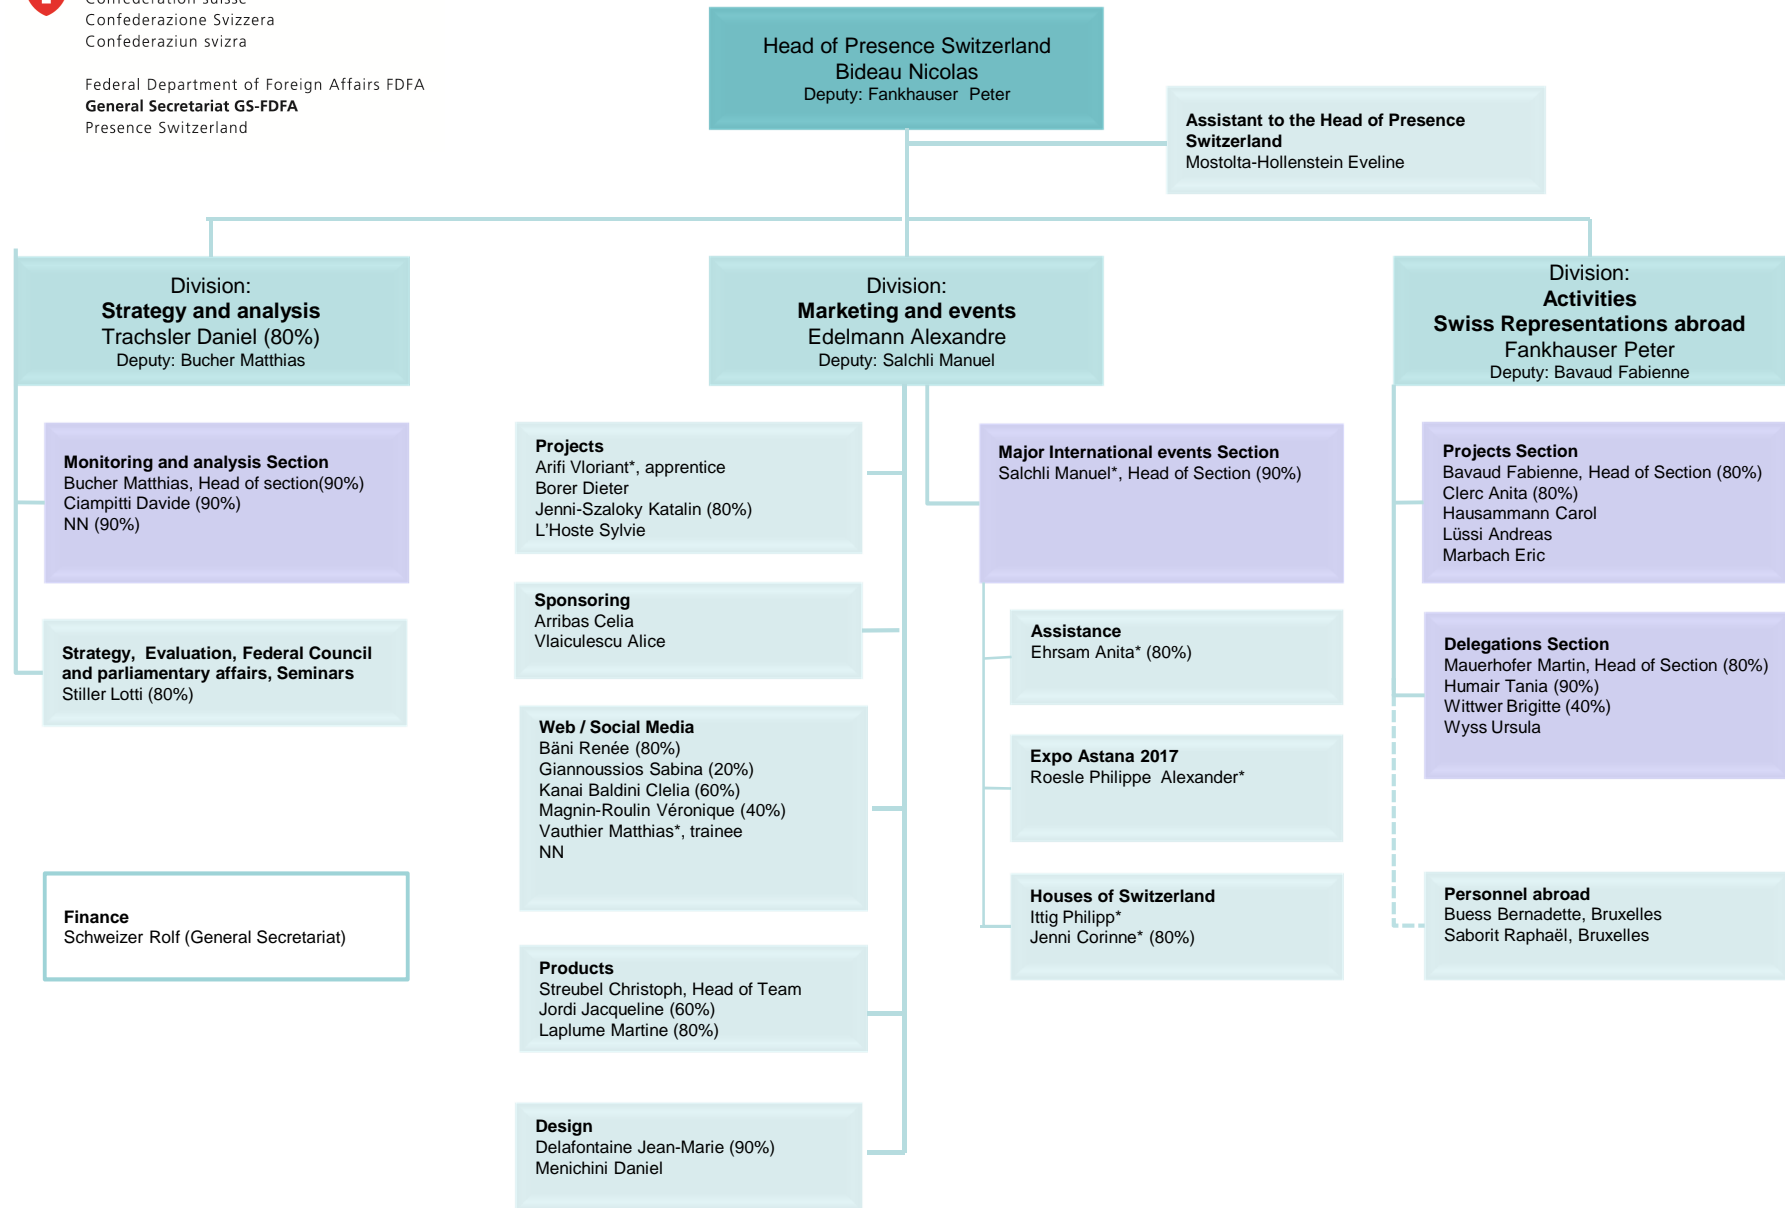 Confédération suisse
Confederazione Svizzera
Confederaziun svizra
Federal Department of Foreign Affairs FDFA
General Secretariat GS-FDFA
Presence Switzerland
Head of Presence Switzerland
Bideau Nicolas
Deputy: Fankhauser Peter
Assistant to the Head of Presence
Switzerland
Mostolta-Hollenstein Eveline
Division:
Strategy and analysis
Trachsler Daniel (80%)
Deputy: Bucher Matthias
Monitoring and analysis Section
Bucher Matthias, Head of section(90%)
Ciampitti Davide (90%)
NN (90%)
Strategy, Evaluation, Federal Council
and parliamentary affairs, Seminars
Stiller Lotti (80%)
Finance
Schweizer Rolf (General Secretariat)
Division:
Marketing and events
Edelmann Alexandre
Deputy: Salchli Manuel
Projects
Arifi Vloriant*, apprentice
Borer Dieter
Jenni-Szaloky Katalin (80%)
L'Hoste Sylvie
Sponsoring
Arribas Celia
Vlaiculescu Alice
Web / Social Media
Bäni Renée (80%)
Giannoussios Sabina (20%)
Kanai Baldini Clelia (60%)
Magnin-Roulin Véronique (40%)
Vauthier Matthias*, trainee
NN
Products
Streubel Christoph, Head of Team
Jordi Jacqueline (60%)
Laplume Martine (80%)
Design
Delafontaine Jean-Marie (90%)
Menichini Daniel
Major International events Section
Salchli Manuel*, Head of Section (90%)
Assistance
Ehrsam Anita* (80%)
Expo Astana 2017
Roesle Philippe Alexander*
Houses of Switzerland
Ittig Philipp*
Jenni Corinne* (80%)
Division:
Activities
Swiss Representations abroad
Fankhauser Peter
Deputy: Bavaud Fabienne
Projects Section
Bavaud Fabienne, Head of Section (80%)
Clerc Anita (80%)
Hausammann Carol
Lüssi Andreas
Marbach Eric
Delegations Section
Mauerhofer Martin, Head of Section (80%)
Humair Tania (90%)
Wittwer Brigitte (40%)
Wyss Ursula
Personnel abroad
Buess Bernadette, Bruxelles
Saborit Raphaël, Bruxelles